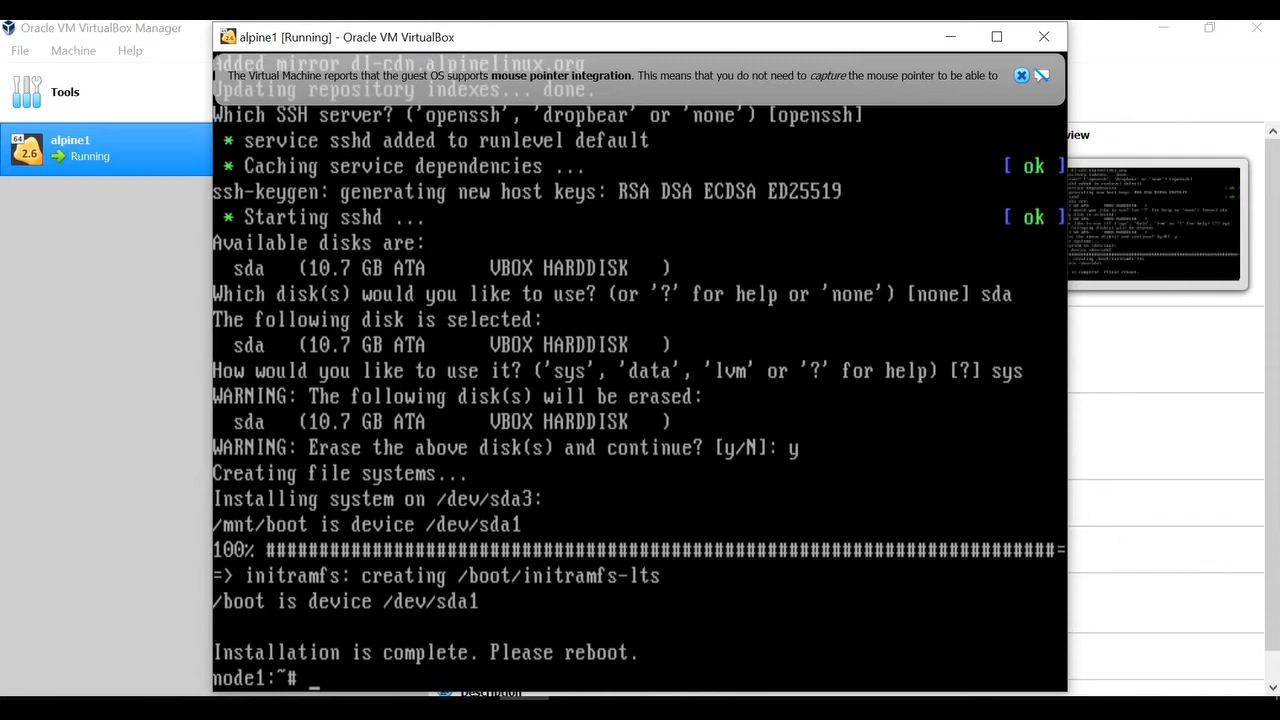 Oracle VM VirtualBox Manager
File Machine Help
Tools
alpine1
Running
64
2.6
alpine1 [Running] - Oracle VM VirtualBox
Added mirror dl-cdn.alpinelinux.org
The Virtual Machine reports that the guest OS supports mouse pointer integration. This means that you do not need to capture the mouse pointer to be able to
Updating repository indexes... done.
Which SSH server? ('openssh', 'dropbear' or 'none') [openssh]
* service sshd added to runlevel default
* Caching service dependencies ... [ ok ]
ssh-keygen: generating new host keys: RSA DSA ECDSA ED25519
* Starting sshd ... [ ok ]
Available disks are:
sda (10.7 GB ATA VBOX HARDDISK )
Which disk(s) would you like to use? (or '?' for help or 'none') [none] sda
The following disk is selected:
sda (10.7 GB ATA VBOX HARDDISK )
How would you like to use it? ('sys', 'data', 'lvm' or '?' for help) [?] sys
WARNING: The following disk(s) will be erased:
sda (10.7 GB ATA VBOX HARDDISK )
WARNING: Erase the above disk(s) and continue? [y/N]: y
Creating file systems...
Installing system on /dev/sda3:
/mnt/boot is device /dev/sda1
100% ##########################################################################=
=> initramfs: creating /boot/initramfs-lts
/boot is device /dev/sda1
Installation is complete. Please reboot.
node1:~# _
view
Description